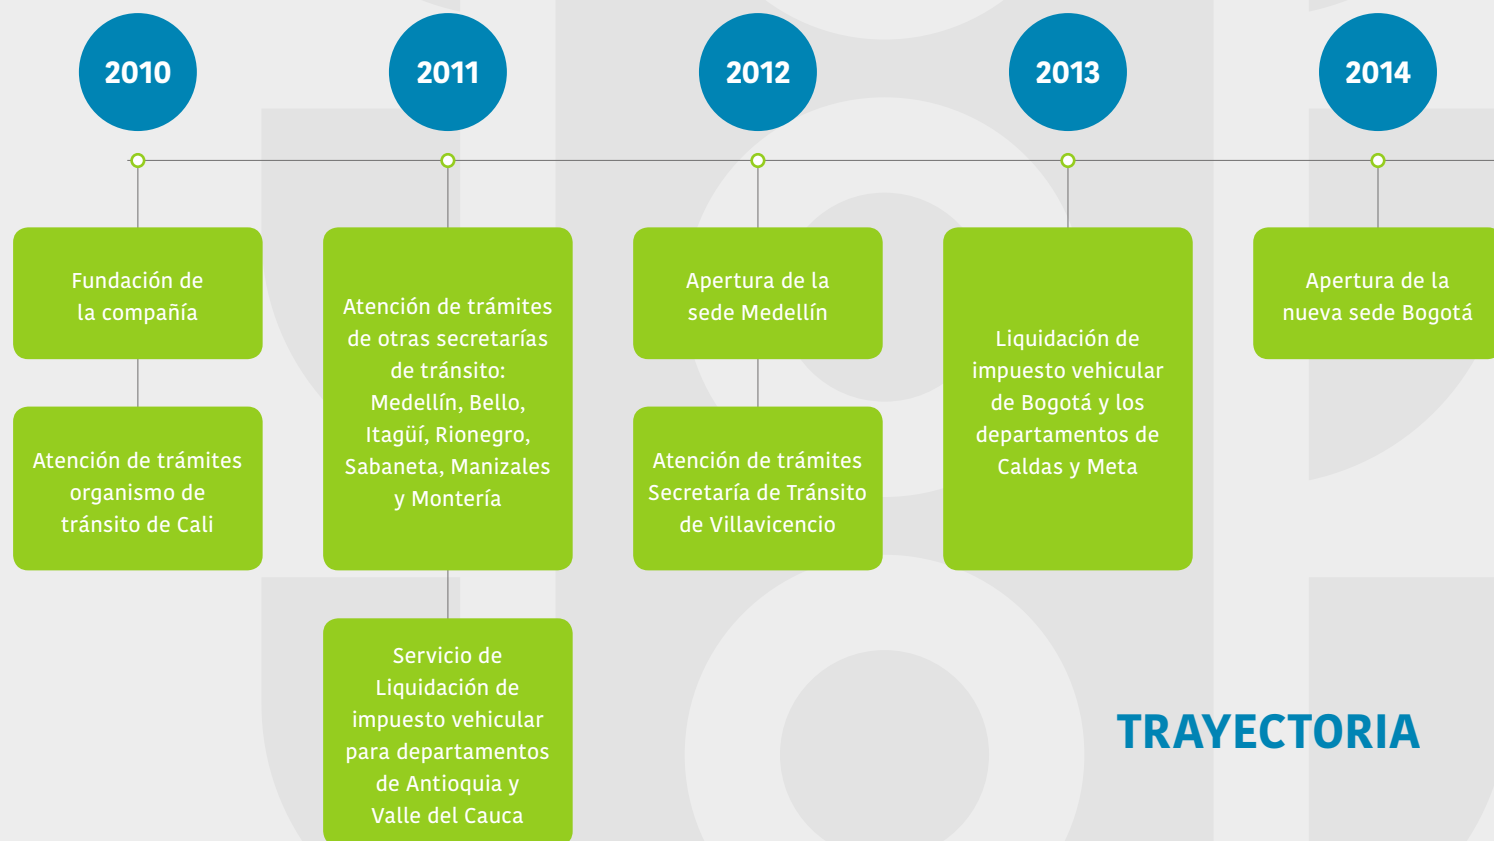 2010
Fundación de
la compañía
Atención de trámites
organismo de
tránsito de Cali
2011
Atención de trámites
de otras secretarías
de tránsito:
Medellín, Bello,
Itagüí, Rionegro,
Sabaneta, Manizales
y Montería
Servicio de
Liquidación de
impuesto vehicular
para departamentos
de Antioquia y
Valle del Cauca
2012
Apertura de la
sede Medellín
Atención de trámites
Secretaría de Tránsito
de Villavicencio
2013
Liquidación de
impuesto vehicular
de Bogotá y los
departamentos de
Caldas y Meta
2014
Apertura de la
nueva sede Bogotá
TRAYECTORIA